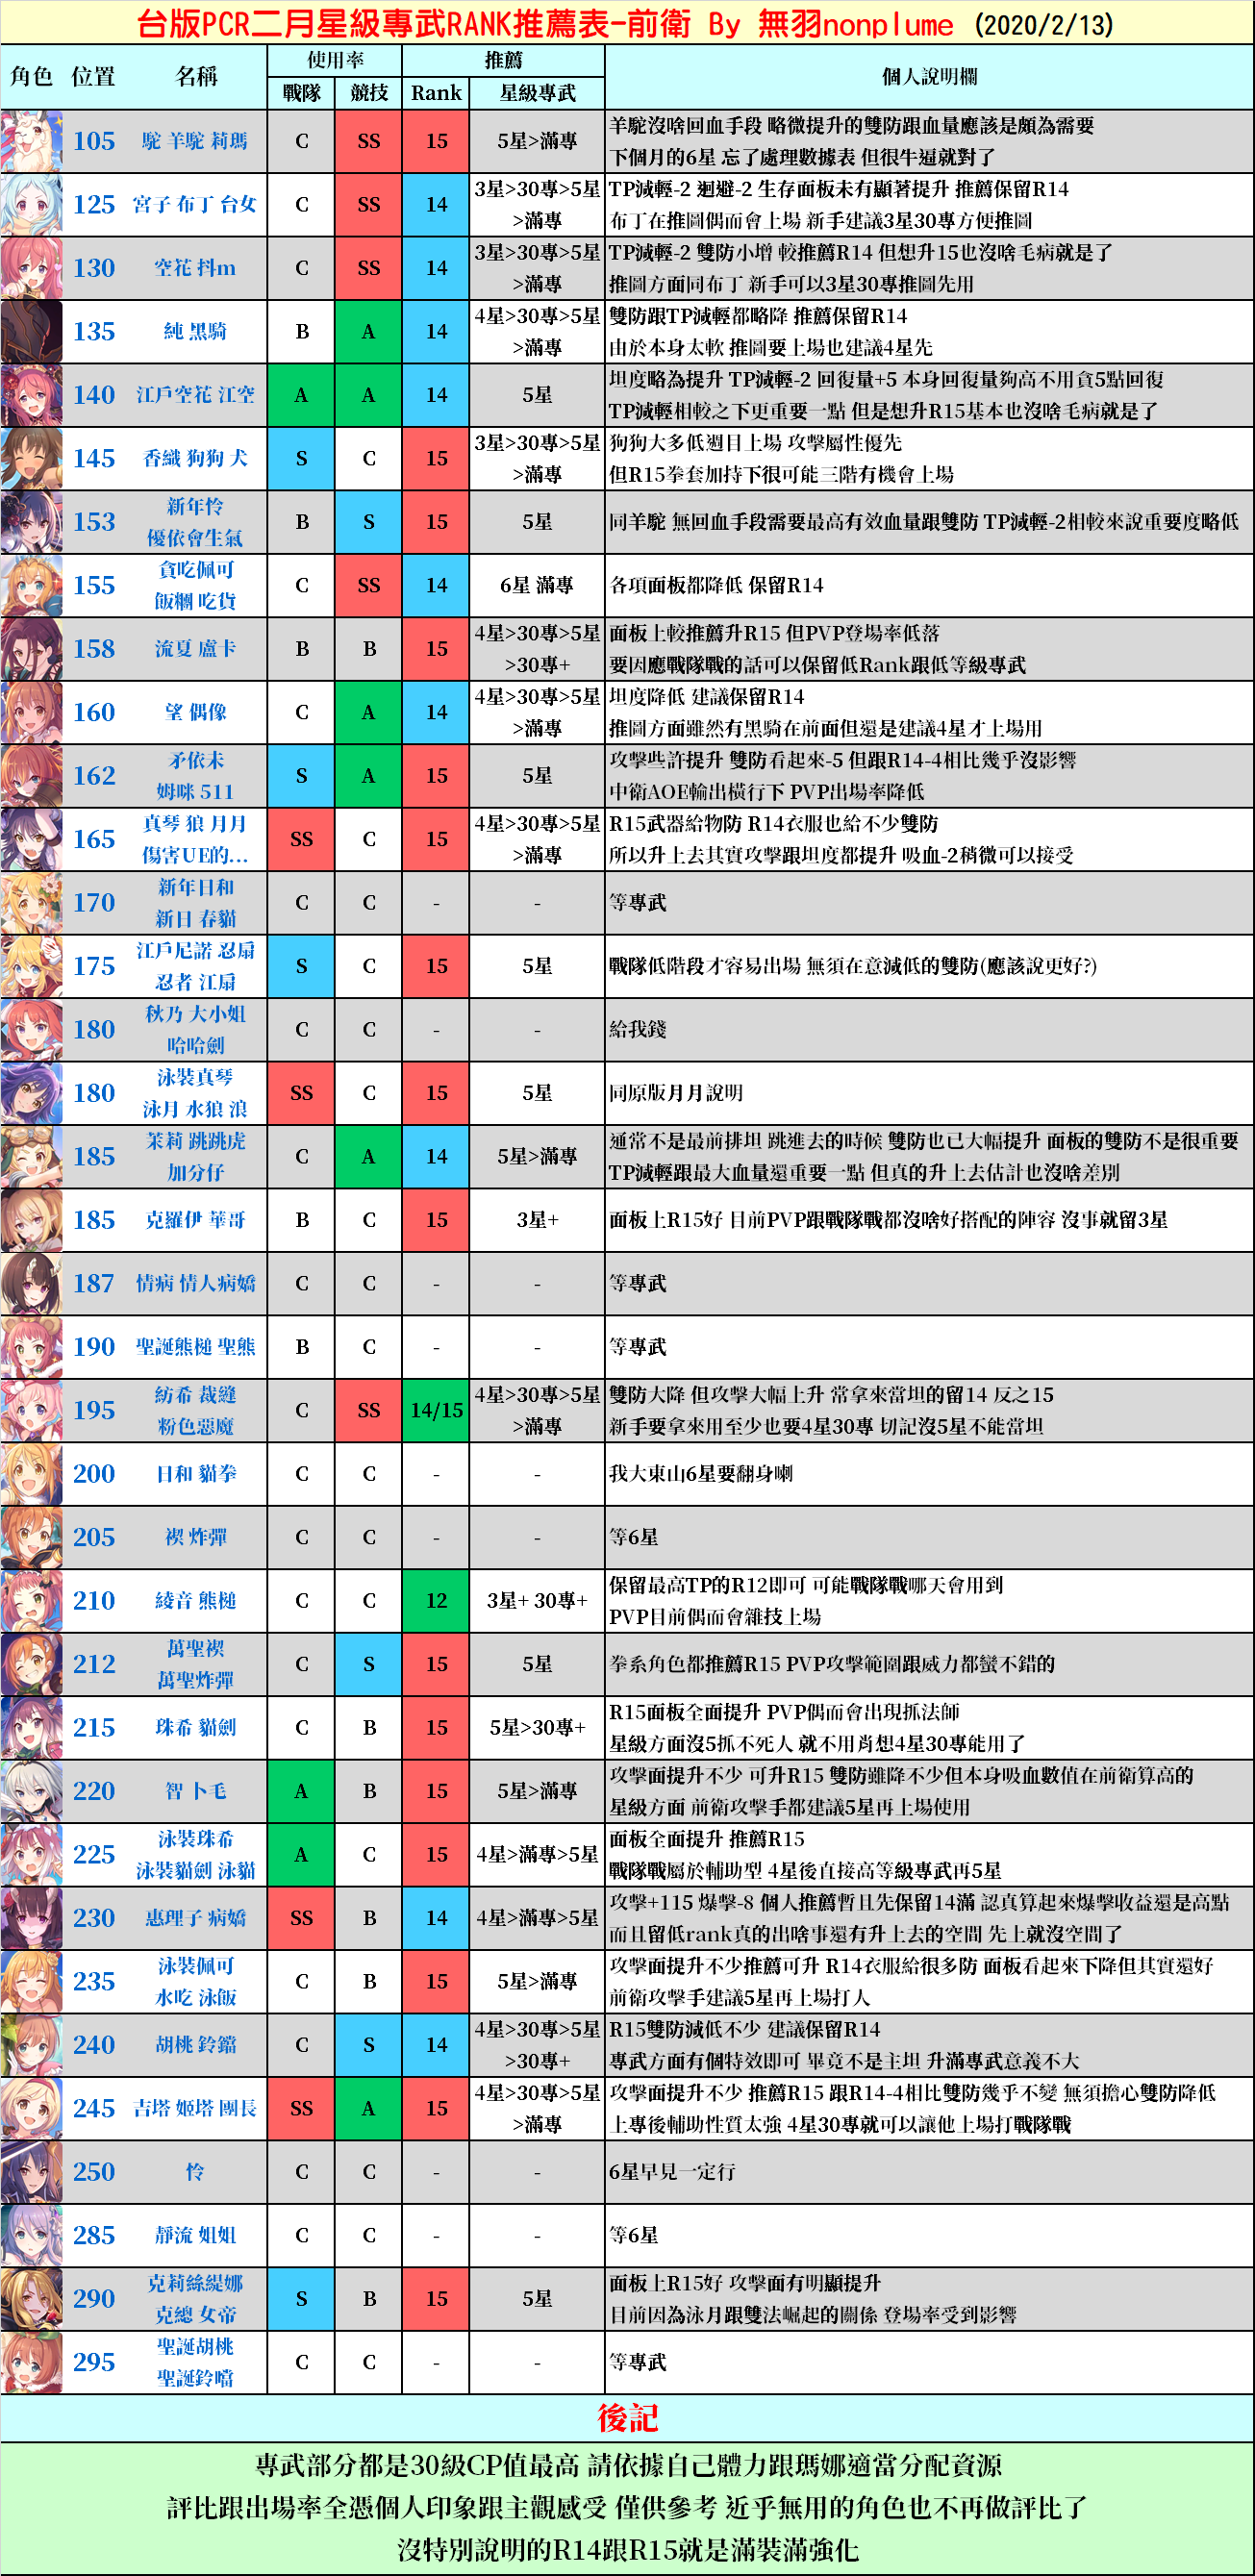 台版PCR二月星級專武RANK推薦表-前衛 By 無羽nonplume (2020/2/13)
角色 位置 名稱 使用率 推薦 個人說明欄
戰隊 競技 Rank 星級專武
105 駝 羊駝 莉瑪 C SS 15 5星>滿專
羊駝沒啥回血手段 略微提升的雙防跟血量應該是頗為需要
下個月的6星 忘了處理數據表 但很牛逼就對了
125 宮子 布丁 台女 C SS 14 3星>30專>5星
>滿專
TP減輕-2 迴避-2 生存面板未有顯著提升 推薦保留R14
布丁在推圖偶而會上場 新手建議3星30專方便推圖
130 空花 抖m C SS 14 3星>30專>5星
>滿專
TP減輕-2 雙防小增 較推薦R14 但想升15也沒啥毛病就是了
推圖方面同布丁 新手可以3星30專推圖先用
135 純 黑騎 B A 14 4星>30專>5星
>滿專
雙防跟TP減輕都略降 推薦保留R14
由於本身太軟 推圖要上場也建議4星先
140 江戶空花 江空 A A 14 5星
坦度略為提升 TP減輕-2 回復量+5 本身回復量夠高不用貪5點回復
TP減輕相較之下更重要一點 但是想升R15基本也沒啥毛病就是了
145 香織 狗狗 犬 S C 15 3星>30專>5星
>滿專
狗狗大多低週目上場 攻擊屬性優先
但R15拳套加持下很可能三階有機會上場
153 新年怜
優依會生氣 B S 15 5星
同羊駝 無回血手段需要最高有效血量跟雙防 TP減輕-2相較來說重要度略低
155 貪吃佩可
飯糰 吃貨 C SS 14 6星 滿專
各項面板都降低 保留R14
158 流夏 盧卡 B B 15 4星>30專>5星
>30專+
面板上較推薦升R15 但PVP登場率低落
要因應戰隊戰的話可以保留低Rank跟低等級專武
160 望 偶像 C A 14 4星>30專>5星
>滿專
坦度降低 建議保留R14
推圖方面雖然有黑騎在前面但還是建議4星才上場用
162 矛依未
姆咪 511 S A 15 5星
攻擊些許提升 雙防看起來-5 但跟R14-4相比幾乎沒影響
中衛AOE輸出橫行下 PVP出場率降低
165 真琴 狼 月月
傷害UE的... SS C 15 4星>30專>5星
>滿專
R15武器給物防 R14衣服也給不少雙防
所以升上去其實攻擊跟坦度都提升 吸血-2稍微可以接受
170 新年日和
新日 春貓 C C - - 等專武
175 江戶尼諾 忍扇
忍者 江扇 S C 15 5星
戰隊低階段才容易出場 無須在意減低的雙防(應該說更好?)
180 秋乃 大小姐
哈哈劍 C C - - 給我錢
180 泳裝真琴
泳月 水狼 浪 SS C 15 5星 同原版月月說明
185 茉莉 跳跳虎
加分仔 C A 14 5星>滿專
通常不是最前排坦 跳進去的時候 雙防也已大幅提升 面板的雙防不是很重要
TP減輕跟最大血量還重要一點 但真的升上去估計也沒啥差別
185 克羅伊 華哥 B C 15 3星+
面板上R15好 目前PVP跟戰隊戰都沒啥好搭配的陣容 沒事就留3星
187 情病 情人病嬌 C C - - 等專武
190 聖誕熊槌 聖熊 B C - - 等專武
195 紡希 裁縫
粉色惡魔 C SS 14/15 4星>30專>5星
>滿專
雙防大降 但攻擊大幅上升 常拿來當坦的留14 反之15
新手要拿來用至少也要4星30專 切記沒5星不能當坦
200 日和 貓拳 C C - - 我大東山6星要翻身喇
205 禊 炸彈 C C - - 等6星
210 綾音 熊槌 C C 12 3星+ 30專+
保留最高TP的R12即可 可能戰隊戰哪天會用到
PVP目前偶而會雜技上場
212 萬聖禊
萬聖炸彈 C S 15 5星
拳系角色都推薦R15 PVP攻擊範圍跟威力都蠻不錯的
215 珠希 貓劍 C B 15 5星>30專+
R15面板全面提升 PVP偶而會出現抓法師
星級方面沒5抓不死人 就不用肖想4星30專能用了
220 智 卜毛 A B 15 5星>滿專
攻擊面提升不少 可升R15 雙防雖降不少但本身吸血數值在前衛算高的
星級方面 前衛攻擊手都建議5星再上場使用
225 泳裝珠希
泳裝貓劍 泳貓 A C 15 4星>滿專>5星
面板全面提升 推薦R15
戰隊戰屬於輔助型 4星後直接高等級專武再5星
230 惠理子 病嬌 SS B 14 4星>滿專>5星
攻擊+115 爆擊-8 個人推薦暫且先保留14滿 認真算起來爆擊收益還是高點
而且留低rank真的出啥事還有升上去的空間 先上就沒空間了
235 泳裝佩可
水吃 泳飯 C B 15 5星>滿專
攻擊面提升不少推薦可升 R14衣服給很多防 面板看起來下降但其實還好
前衛攻擊手建議5星再上場打人
240 胡桃 鈴鐺 C S 14 4星>30專>5星
>30專+
R15雙防減低不少 建議保留R14
專武方面有個特效即可 畢竟不是主坦 升滿專武意義不大
245 吉塔 姬塔 團長 SS A 15 4星>30專>5星
>滿專
攻擊面提升不少 推薦R15 跟R14-4相比雙防幾乎不變 無須擔心雙防降低
上專後輔助性質太強 4星30專就可以讓他上場打戰隊戰
250 怜 C C - - 6星早見一定行
285 靜流 姐姐 C C - - 等6星
290 克莉絲緹娜
克總 女帝 S B 15 5星
面板上R15好 攻擊面有明顯提升
目前因為泳月跟雙法崛起的關係 登場率受到影響
295 聖誕胡桃
聖誕鈴噹 C C - - 等專武
後記
專武部分都是30級CP值最高 請依據自己體力跟瑪娜適當分配資源
評比跟出場率全憑個人印象跟主觀感受 僅供參考 近乎無用的角色也不再做評比了
沒特別說明的R14跟R15就是滿裝滿強化